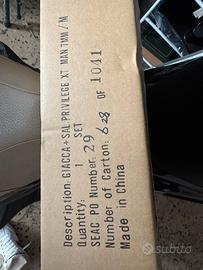 Description: GIACCA+SAL PRIVILEGE XT MAN 7MM / M
Quantity: 1 SET
SEAC PO Number: 29
Number of Carton: 628 OF 1041
Made in China
subito